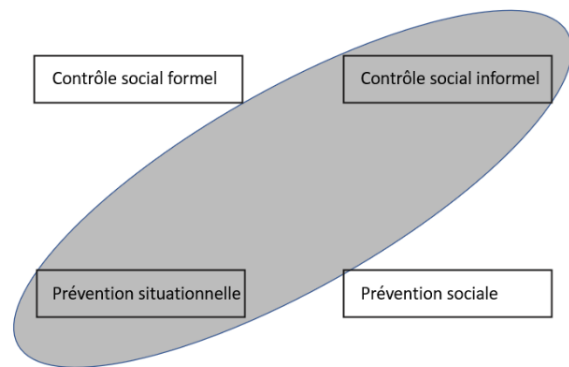 Contrôle social formel
Contrôle social informel
Prévention situationnelle
Prévention sociale